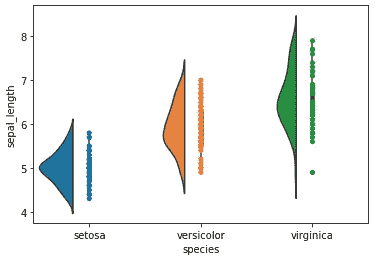 sepal_length
8
7
6
5
4
setosa
versicolor
virginica
species